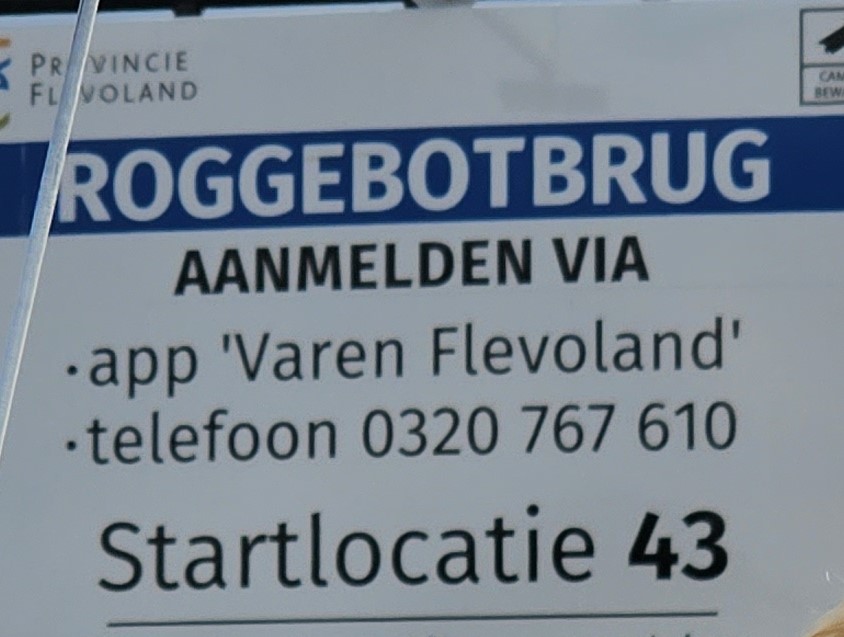 PROVINCIE
FLEVOLAND
ROGGEBOTBRUG
AANMELDEN VIA
·app 'Varen Flevoland'
·telefoon 0320 767 610
Startlocatie 43